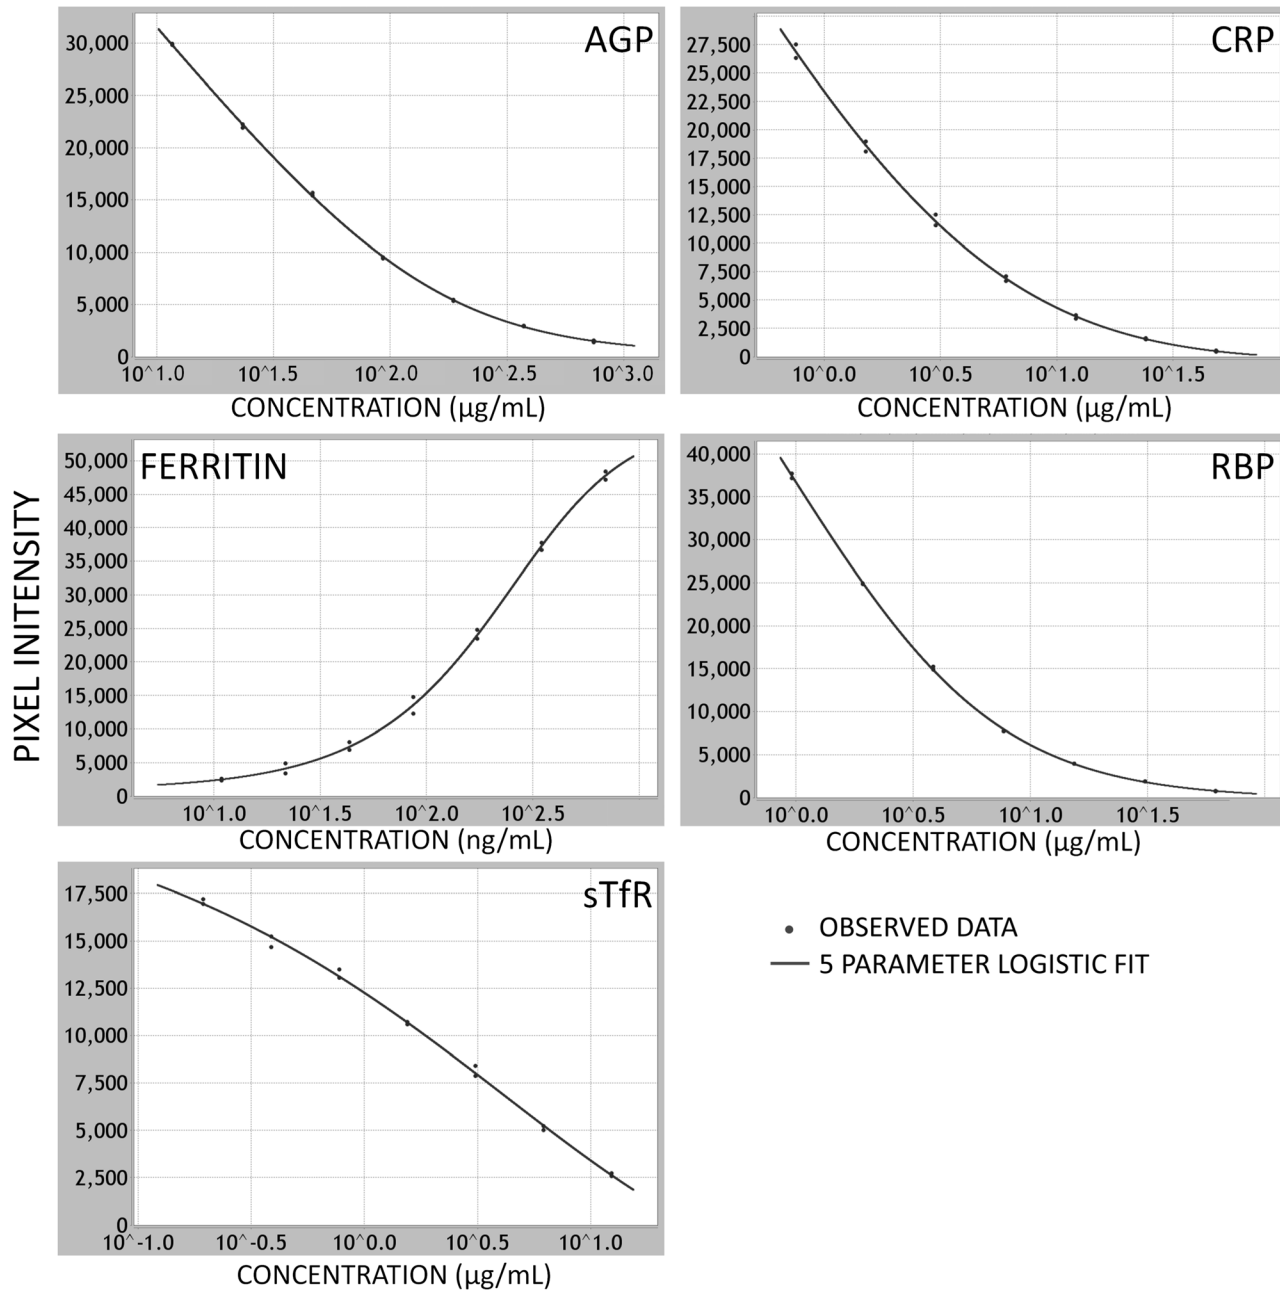 AGP
30,000
25,000
20,000
15,000
10,000
5,000
0
10^1.0 10^1.5 10^2.0 10^2.5 10^3.0
CONCENTRATION (µg/mL)
CRP
27,500
25,000
22,500
20,000
17,500
15,000
12,500
10,000
7,500
5,000
2,500
0
10^0.0 10^0.5 10^1.0 10^1.5
CONCENTRATION (µg/mL)
PIXEL INITENSITY
FERRITIN
50,000
45,000
40,000
35,000
30,000
25,000
20,000
15,000
10,000
5,000
0
10^1.0 10^1.5 10^2.0 10^2.5
CONCENTRATION (ng/mL)
RBP
40,000
35,000
30,000
25,000
20,000
15,000
10,000
5,000
0
10^0.0 10^0.5 10^1.0 10^1.5
CONCENTRATION (µg/mL)
sTfR
17,500
15,000
12,500
10,000
7,500
5,000
2,500
0
10^-1.0 10^-0.5 10^0.0 10^0.5 10^1.0
CONCENTRATION (µg/mL)
OBSERVED DATA
5 PARAMETER LOGISTIC FIT